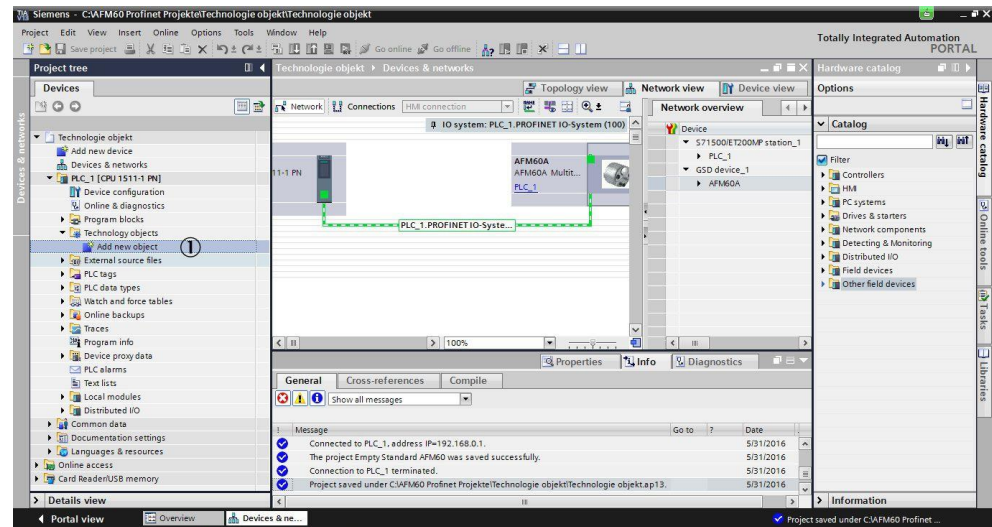 Siemens - C:\AFM60 Profinet Projekte\Technologie objekt\Technologie objekt
Project Edit View Insert Online Options Tools Window Help
Save project Go online Go offline
Totally Integrated Automation
PORTAL
Project tree
Devices
Technologie objekt
Add new device
Devices & networks
PLC_1 [CPU 1511-1 PN]
Device configuration
Online & diagnostics
Program blocks
Technology objects
Add new object ①
External source files
PLC tags
PLC data types
Watch and force tables
Online backups
Traces
Program info
Device proxy data
PLC alarms
Text lists
Local modules
Distributed I/O
Common data
Documentation settings
Languages & resources
Online access
Card Reader/USB memory
Details view
Devices & networks
Technologie objekt Devices & networks
Topology view Network view Device view
Network Connections HMI connection
IO system: PLC_1.PROFINET IO-System (100)
11-1 PN
AFM60A
AFM60A Multit...
PLC_1
PLC_1.PROFINET IO-Syste...
100%
Network overview
Device
S71500/ET200MP station_1
PLC_1
GSD device_1
AFM60A
Properties Info Diagnostics
General Cross-references Compile
Show all messages
! Message Go to ? Date
Connected to PLC_1, address IP=192.168.0.1. 5/31/2016
The project Empty Standard AFM60 was saved successfully. 5/31/2016
Connection to PLC_1 terminated. 5/31/2016
Project saved under C:\AFM60 Profinet Projekte\Technologie objekt\Technologie objekt.ap13. 5/31/2016
Hardware catalog
Options
Catalog
Filter
Controllers
HMI
PC systems
Drives & starters
Network components
Detecting & Monitoring
Distributed I/O
Field devices
Other field devices
Information
Hardware catalog
Online tools
Tasks
Libraries
Portal view Overview Devices & ne...
Project saved under C:\AFM60 Profinet ...